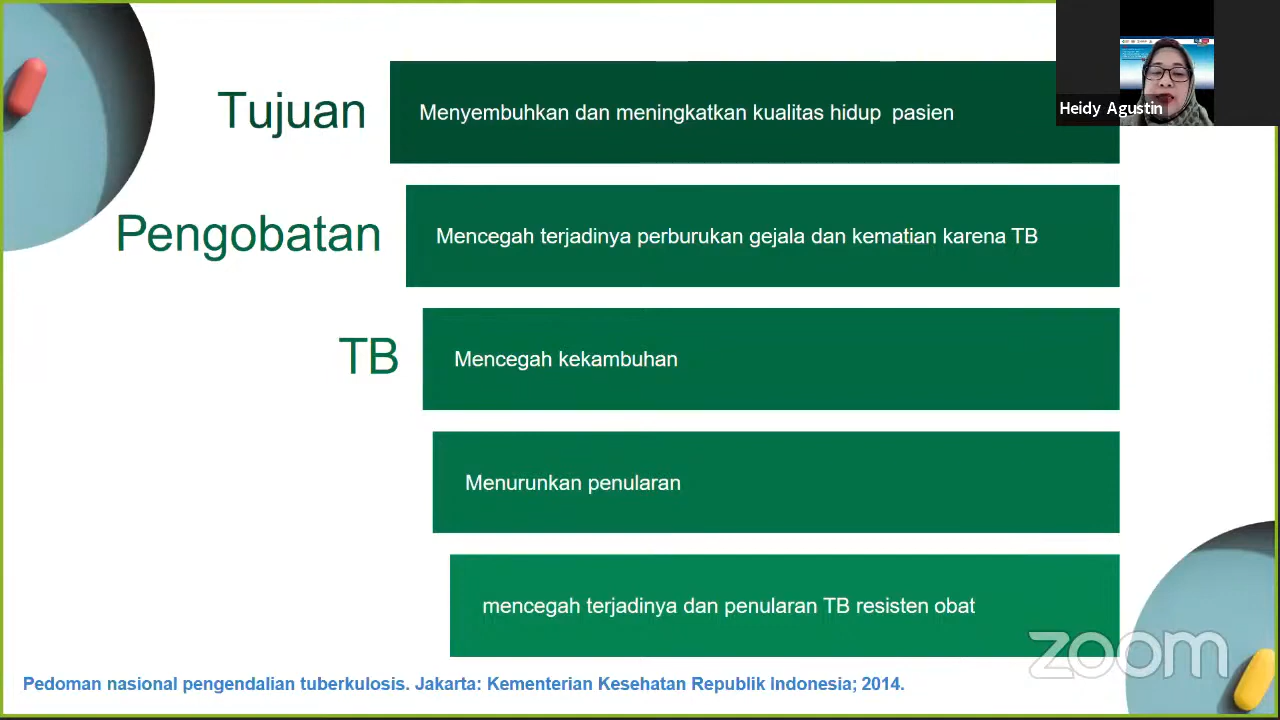 Tujuan
Menyembuhkan dan meningkatkan kualitas hidup pasien
Heidy Agustin
Pengobatan
Mencegah terjadinya perburukan gejala dan kematian karena TB
TB
Mencegah kekambuhan
Menurunkan penularan
mencegah terjadinya dan penularan TB resisten obat
zoom
Pedoman nasional pengendalian tuberkulosis. Jakarta: Kementerian Kesehatan Republik Indonesia; 2014.